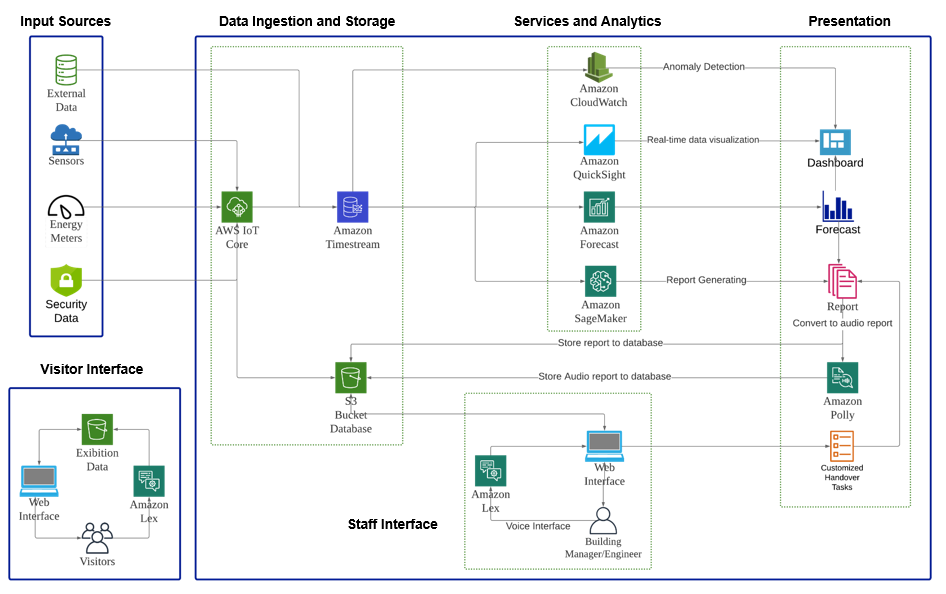 Input Sources
Data Ingestion and Storage
Services and Analytics
Presentation
External
Data
Sensors
Energy
Meters
Security
Data
AWS IoT
Core
Amazon
Timestream
S3
Bucket
Database
Amazon
CloudWatch
Amazon
QuickSight
Amazon
Forecast
Amazon
SageMaker
Anomaly Detection
Real-time data visualization
Report Generating
Dashboard
Forecast
Report
Convert to audio report
Store report to database
Store Audio report to database
Amazon
Polly
Customized
Handover
Tasks
Visitor Interface
Exibition
Data
Web
Interface
Amazon
Lex
Visitors
Staff Interface
Amazon
Lex
Web
Interface
Voice Interface
Building
Manager/Engineer